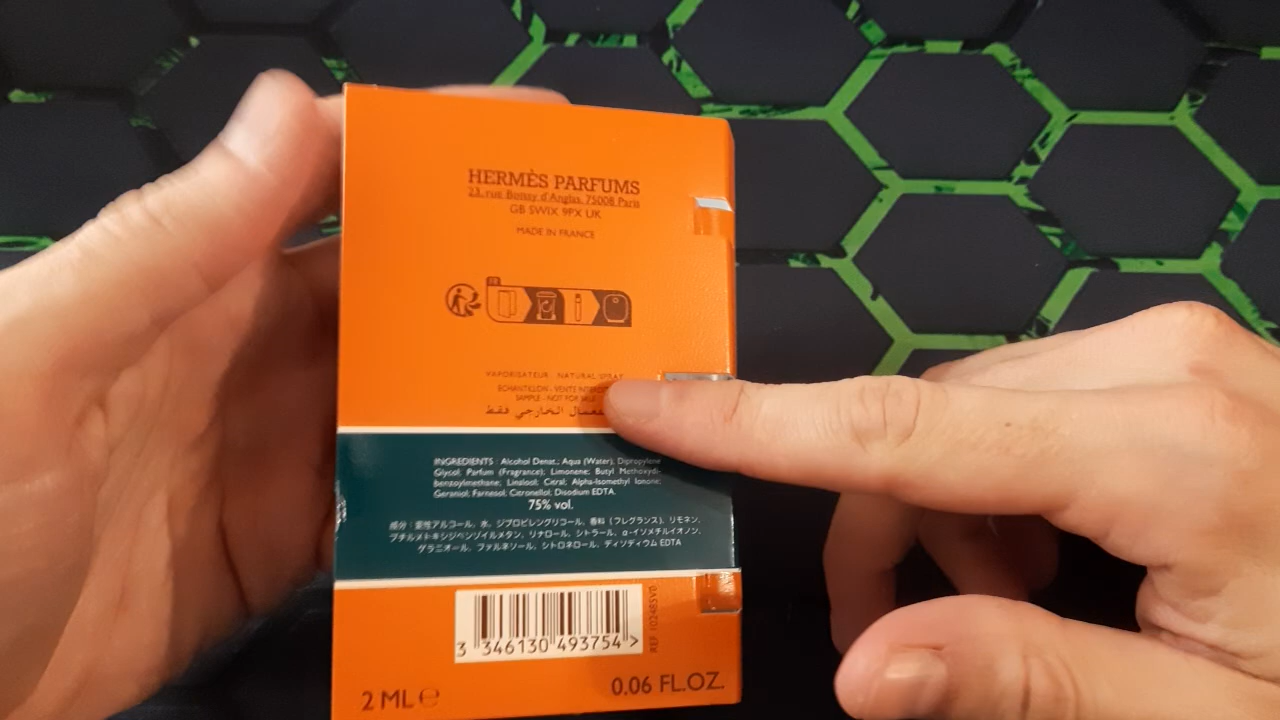 HERMÈS PARFUMS
23, rue Boissy d'Anglas, 75008 Paris
GB SW1X 9PX UK
MADE IN FRANCE
VAPORISATEUR NATURAL SPRAY
ÉCHANTILLON - VENTE
SAMPLE - NOT FOR SALE
الخارجي فقط
INGREDIENTS : Alcohol Denat.; Aqua (Water); Dipropylene
Glycol; Parfum (Fragrance); Limonene; Butyl Methoxydi-
benzoylmethane; Linalool; Citral; Alpha-Isomethyl Ionone;
Geraniol; Farnesol; Citronellol; Disodium EDTA.
75% vol.
成分：変性アルコール、水、ジプロピレングリコール、香料 (フレグランス)、リモネン、
ブチルメトキシジベンゾイルメタン、リナロール、シトラール、α-イソメチルイオノン、
ゲラニオール、ファルネソール、シトロネロール、ディソディウム EDTA
3 346130 493754 >
REF 102485V0
2 ML ℮
0.06 FL.OZ.